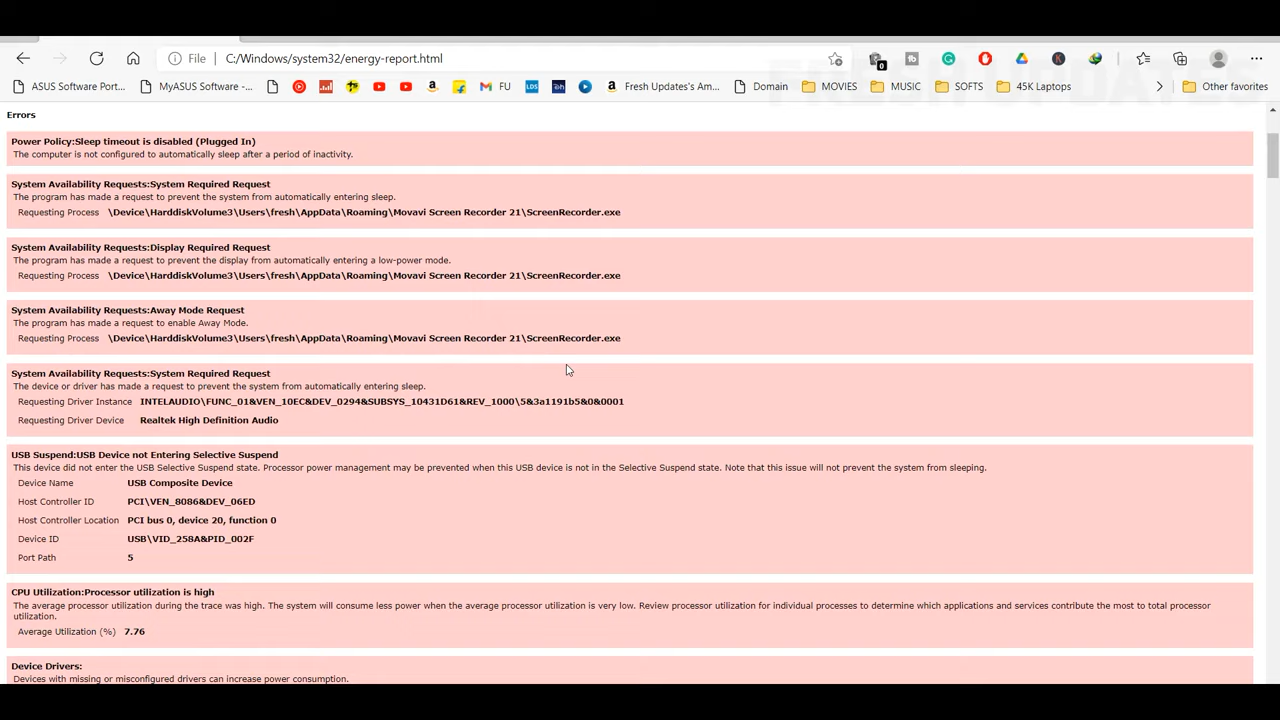 File C:/Windows/system32/energy-report.html
0
ASUS Software Port... MyASUS Software -... FU LDS Fresh Updates's Am... Domain MOVIES MUSIC SOFTS 45K Laptops Other favorites
Errors
Power Policy:Sleep timeout is disabled (Plugged In)
The computer is not configured to automatically sleep after a period of inactivity.
System Availability Requests:System Required Request
The program has made a request to prevent the system from automatically entering sleep.
Requesting Process \Device\HarddiskVolume3\Users\fresh\AppData\Roaming\Movavi Screen Recorder 21\ScreenRecorder.exe
System Availability Requests:Display Required Request
The program has made a request to prevent the display from automatically entering a low-power mode.
Requesting Process \Device\HarddiskVolume3\Users\fresh\AppData\Roaming\Movavi Screen Recorder 21\ScreenRecorder.exe
System Availability Requests:Away Mode Request
The program has made a request to enable Away Mode.
Requesting Process \Device\HarddiskVolume3\Users\fresh\AppData\Roaming\Movavi Screen Recorder 21\ScreenRecorder.exe
System Availability Requests:System Required Request
The device or driver has made a request to prevent the system from automatically entering sleep.
Requesting Driver Instance INTELAUDIO\FUNC_01&VEN_10EC&DEV_0294&SUBSYS_10431D61&REV_1000\5&3a1191b5&0&0001
Requesting Driver Device Realtek High Definition Audio
USB Suspend:USB Device not Entering Selective Suspend
This device did not enter the USB Selective Suspend state. Processor power management may be prevented when this USB device is not in the Selective Suspend state. Note that this issue will not prevent the system from sleeping.
Device Name USB Composite Device
Host Controller ID PCI\VEN_8086&DEV_06ED
Host Controller Location PCI bus 0, device 20, function 0
Device ID USB\VID_258A&PID_002F
Port Path 5
CPU Utilization:Processor utilization is high
The average processor utilization during the trace was high. The system will consume less power when the average processor utilization is very low. Review processor utilization for individual processes to determine which applications and services contribute the most to total processor
utilization.
Average Utilization (%) 7.76
Device Drivers:
Devices with missing or misconfigured drivers can increase power consumption.